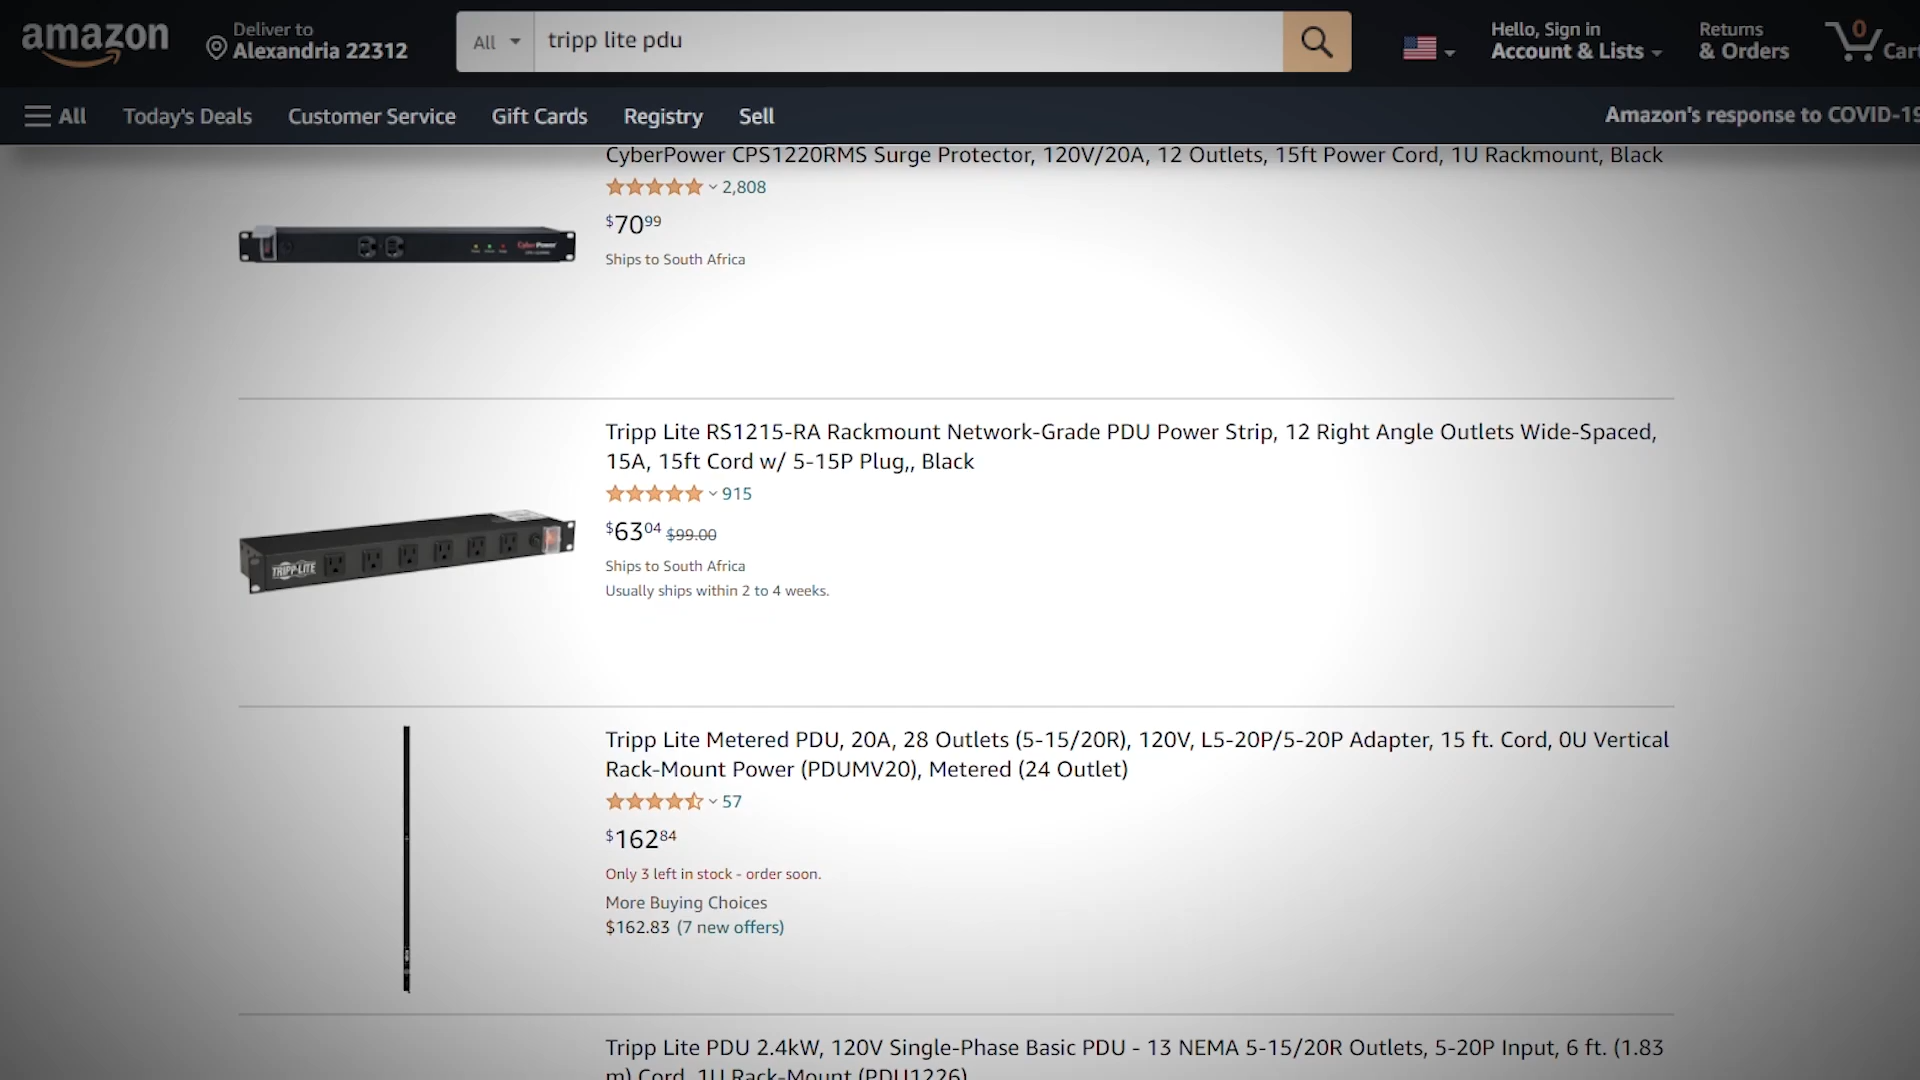 amazon
Deliver to
Alexandria 22312
All
tripp lite pdu
Hello, Sign in
Account & Lists
Returns
& Orders
0
Cart
All
Today's Deals
Customer Service
Gift Cards
Registry
Sell
Amazon's response to COVID-19
CyberPower CPS1220RMS Surge Protector, 120V/20A, 12 Outlets, 15ft Power Cord, 1U Rackmount, Black
2,808
$70.99
Ships to South Africa
CyberPower
Tripp Lite RS1215-RA Rackmount Network-Grade PDU Power Strip, 12 Right Angle Outlets Wide-Spaced,
15A, 15ft Cord w/ 5-15P Plug,, Black
915
$63.04 $99.00
Ships to South Africa
Usually ships within 2 to 4 weeks.
TRIPP-LITE
Tripp Lite Metered PDU, 20A, 28 Outlets (5-15/20R), 120V, L5-20P/5-20P Adapter, 15 ft. Cord, 0U Vertical
Rack-Mount Power (PDUMV20), Metered (24 Outlet)
57
$162.84
Only 3 left in stock - order soon.
More Buying Choices
$162.83 (7 new offers)
Tripp Lite PDU 2.4kW, 120V Single-Phase Basic PDU - 13 NEMA 5-15/20R Outlets, 5-20P Input, 6 ft. (1.83
m) Cord, 1U Rack-Mount (PDU1226)